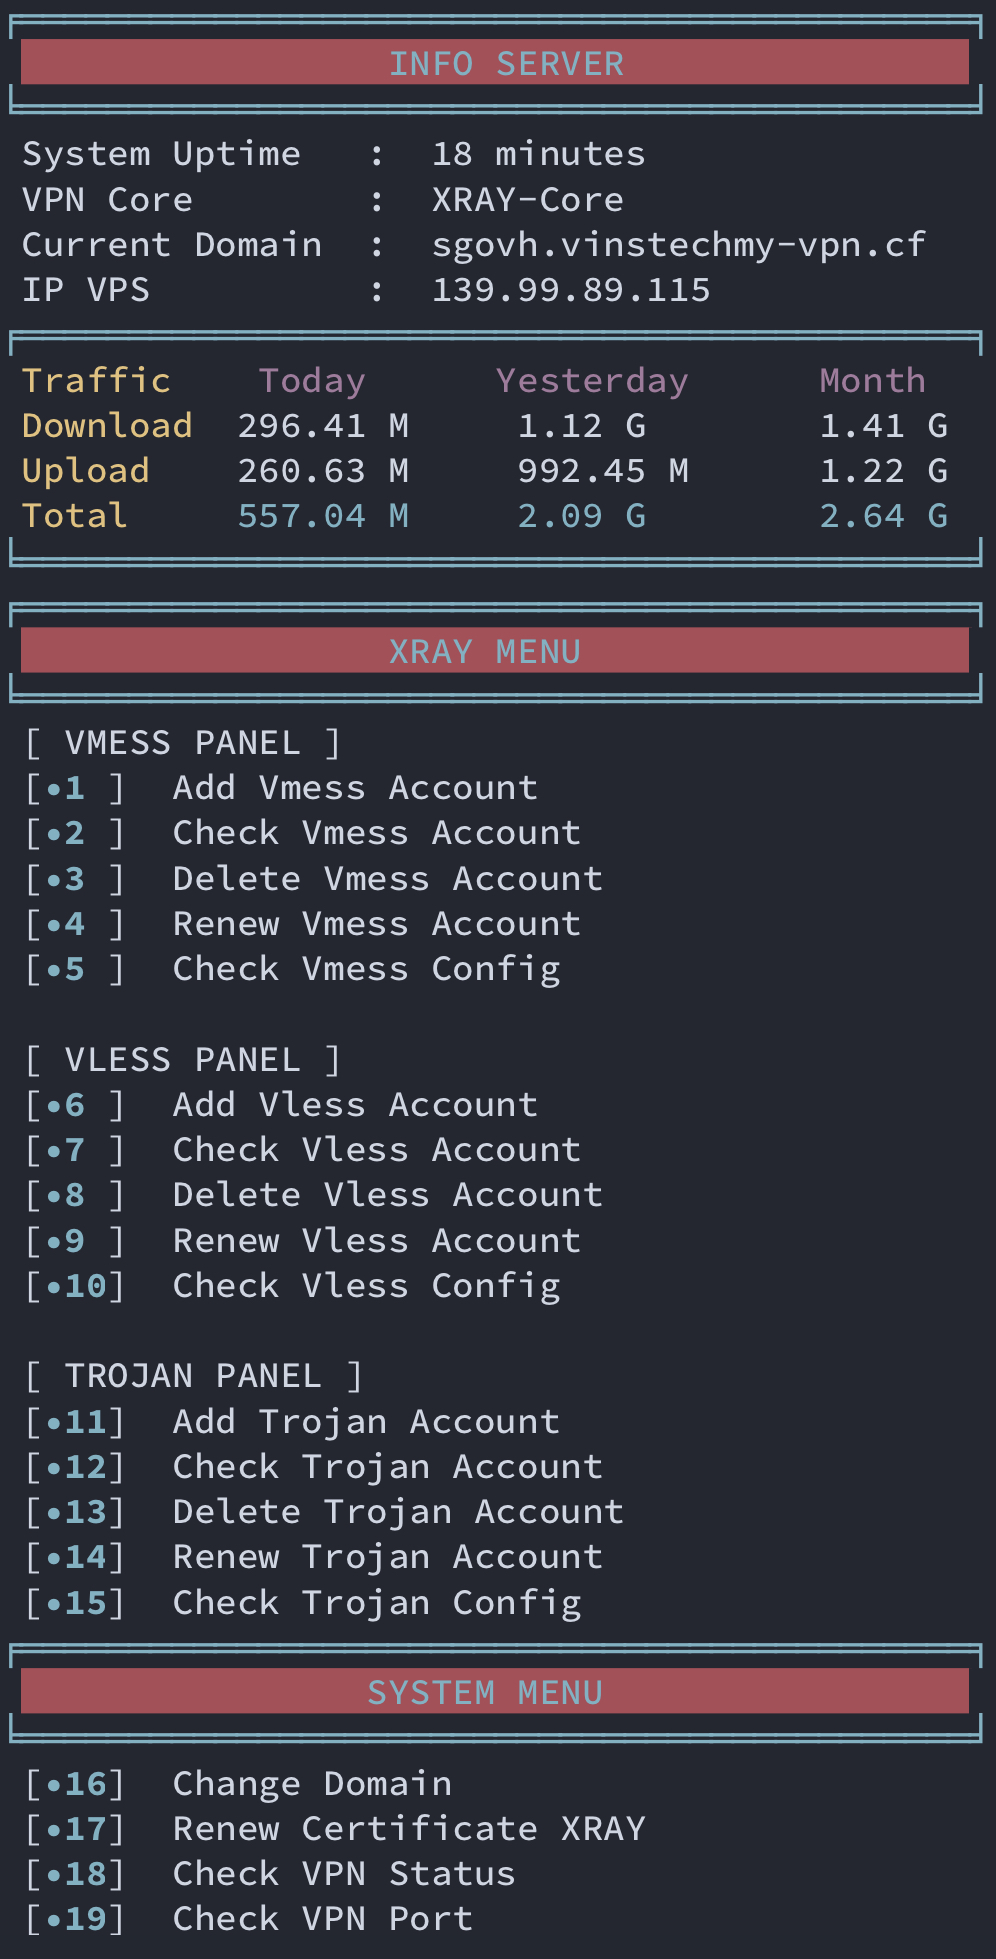 INFO SERVER
System Uptime : 18 minutes
VPN Core : XRAY-Core
Current Domain : sgovh.vinstechmy-vpn.cf
IP VPS : 139.99.89.115
Traffic Today Yesterday Month
Download 296.41 M 1.12 G 1.41 G
Upload 260.63 M 992.45 M 1.22 G
Total 557.04 M 2.09 G 2.64 G
XRAY MENU
[ VMESS PANEL ]
[•1 ] Add Vmess Account
[•2 ] Check Vmess Account
[•3 ] Delete Vmess Account
[•4 ] Renew Vmess Account
[•5 ] Check Vmess Config
[ VLESS PANEL ]
[•6 ] Add Vless Account
[•7 ] Check Vless Account
[•8 ] Delete Vless Account
[•9 ] Renew Vless Account
[•10] Check Vless Config
[ TROJAN PANEL ]
[•11] Add Trojan Account
[•12] Check Trojan Account
[•13] Delete Trojan Account
[•14] Renew Trojan Account
[•15] Check Trojan Config
SYSTEM MENU
[•16] Change Domain
[•17] Renew Certificate XRAY
[•18] Check VPN Status
[•19] Check VPN Port